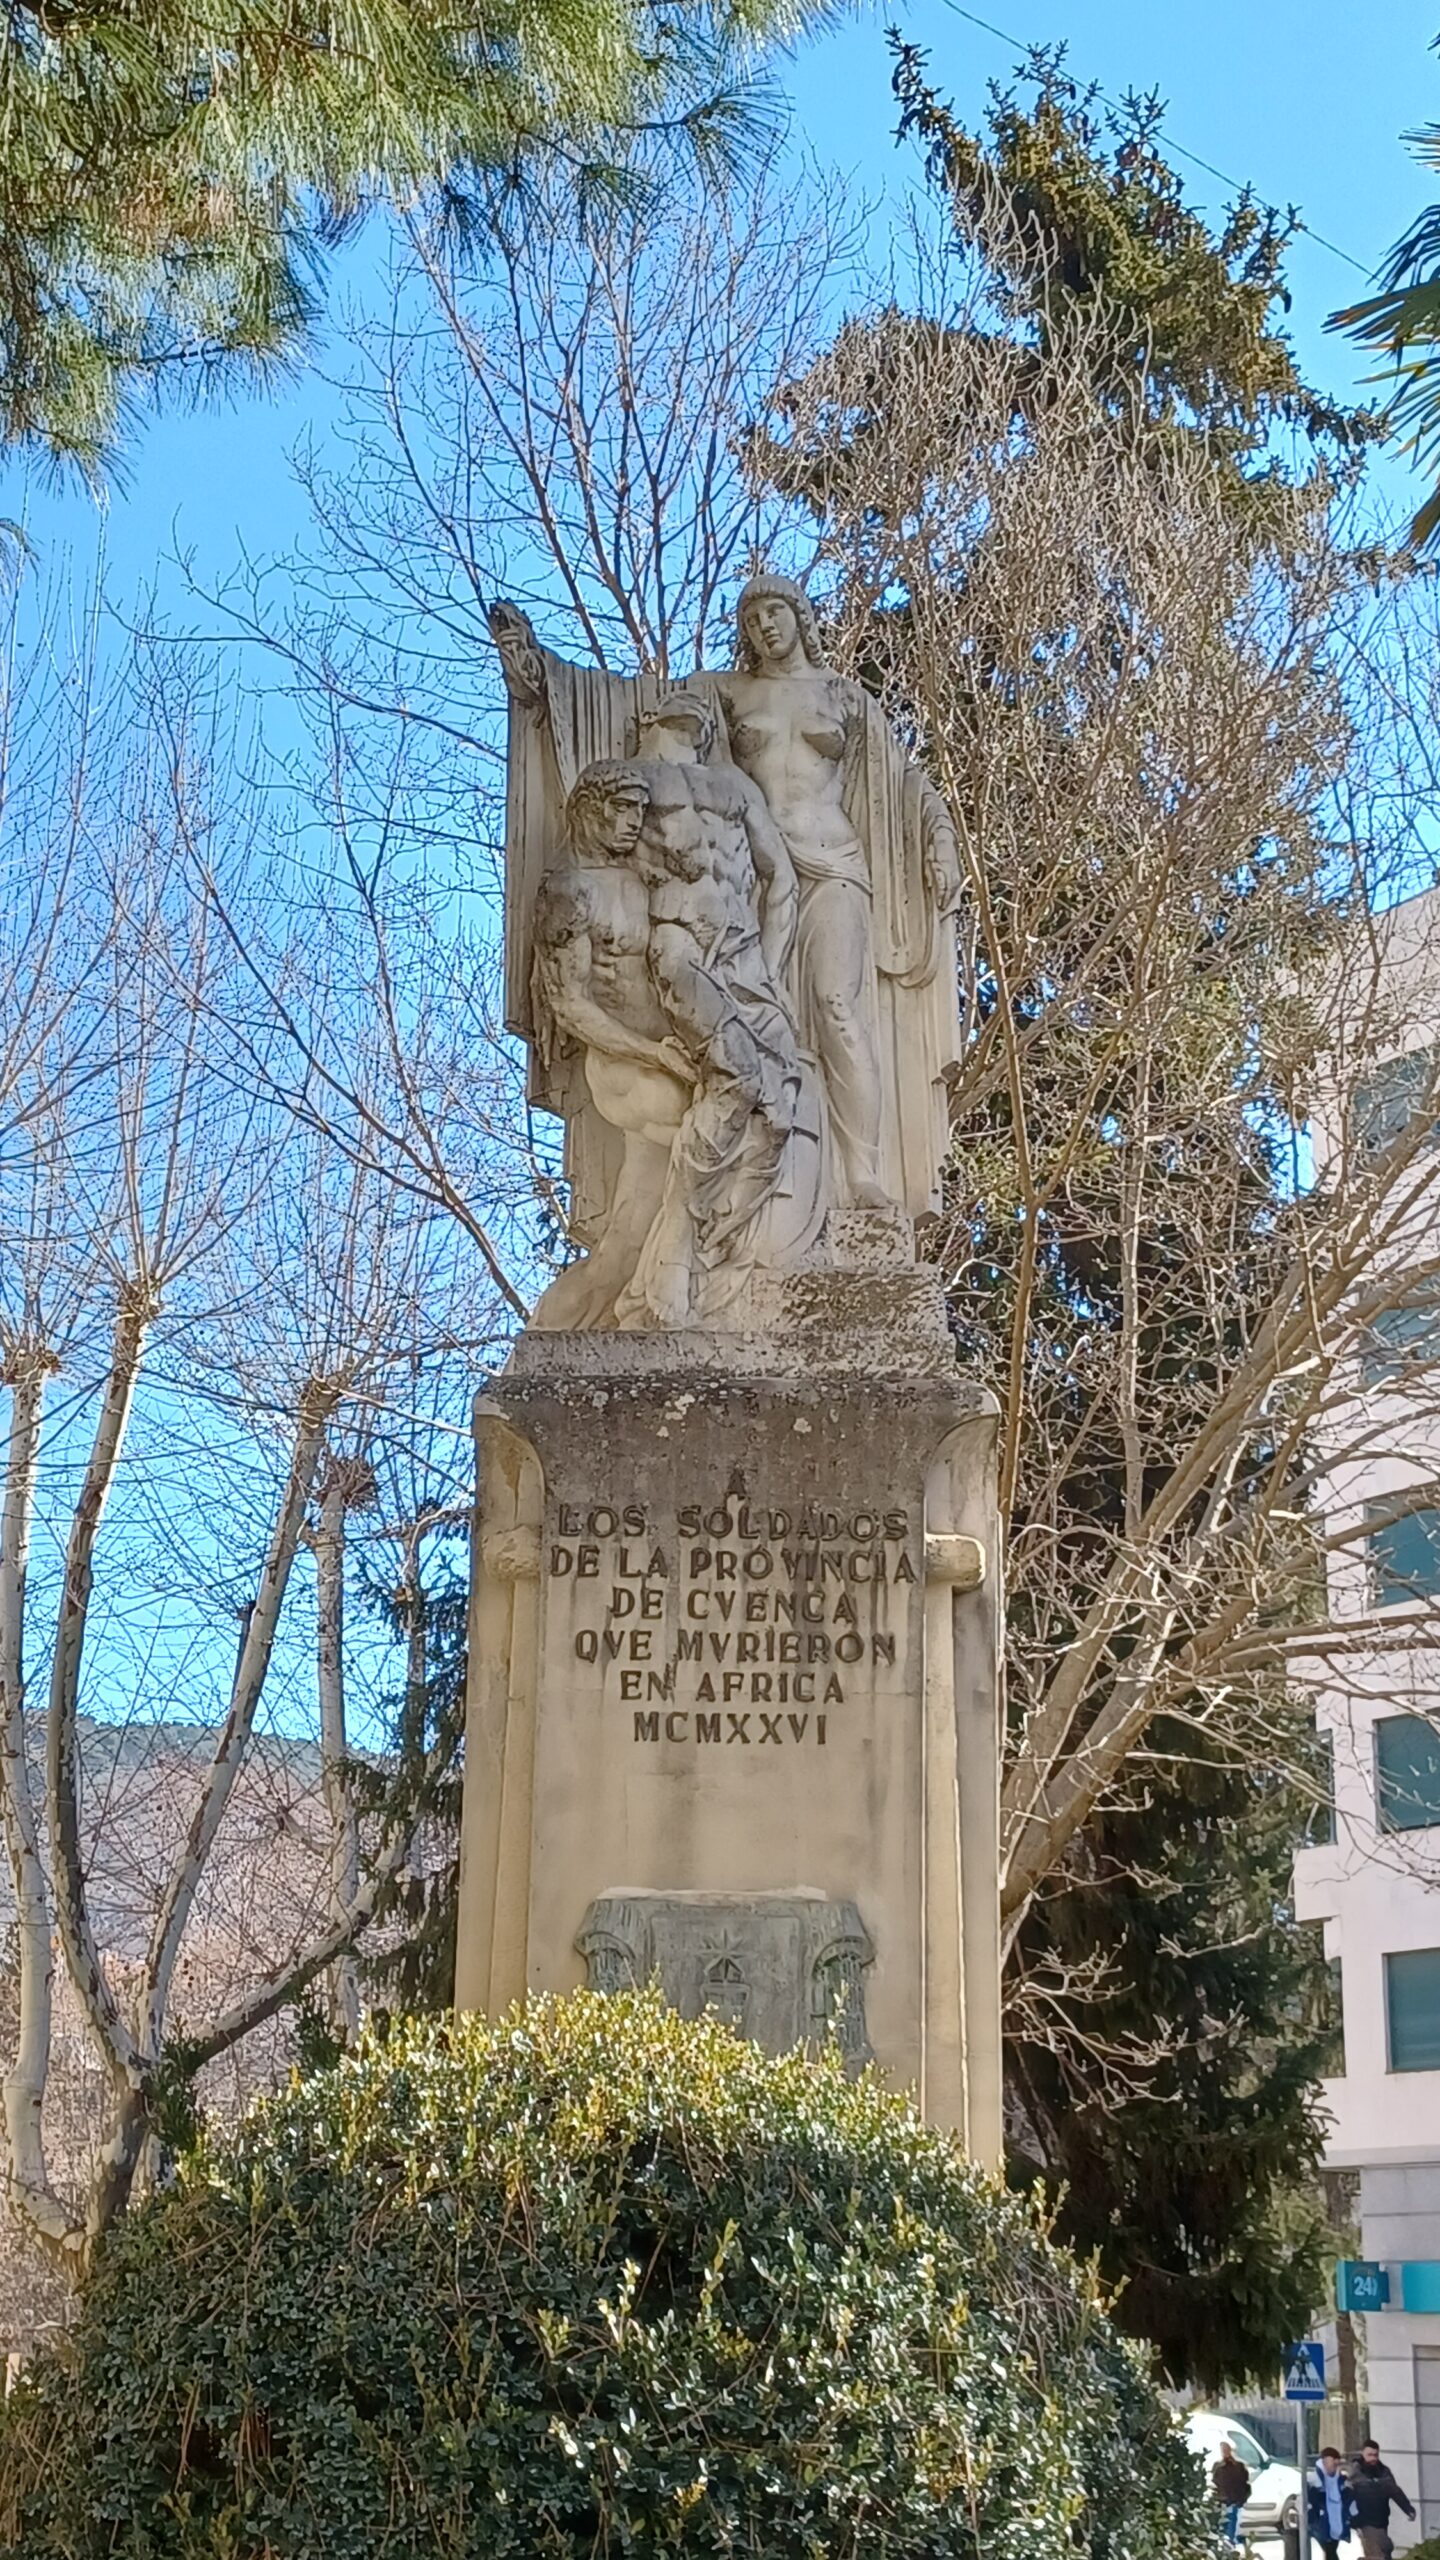 A
LOS SOLDADOS
DE LA PROVINCIA
DE CVENCA
QVE MVRIERON
EN AFRICA
MCMXXVI
24